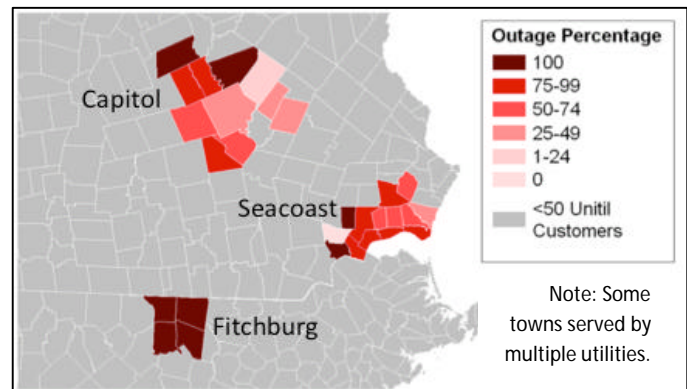 Capitol
Seacoast
Fitchburg
Outage Percentage
100
75-99
50-74
25-49
1-24
0
<50 Unitil
Customers
Note: Some
towns served by
multiple utilities.